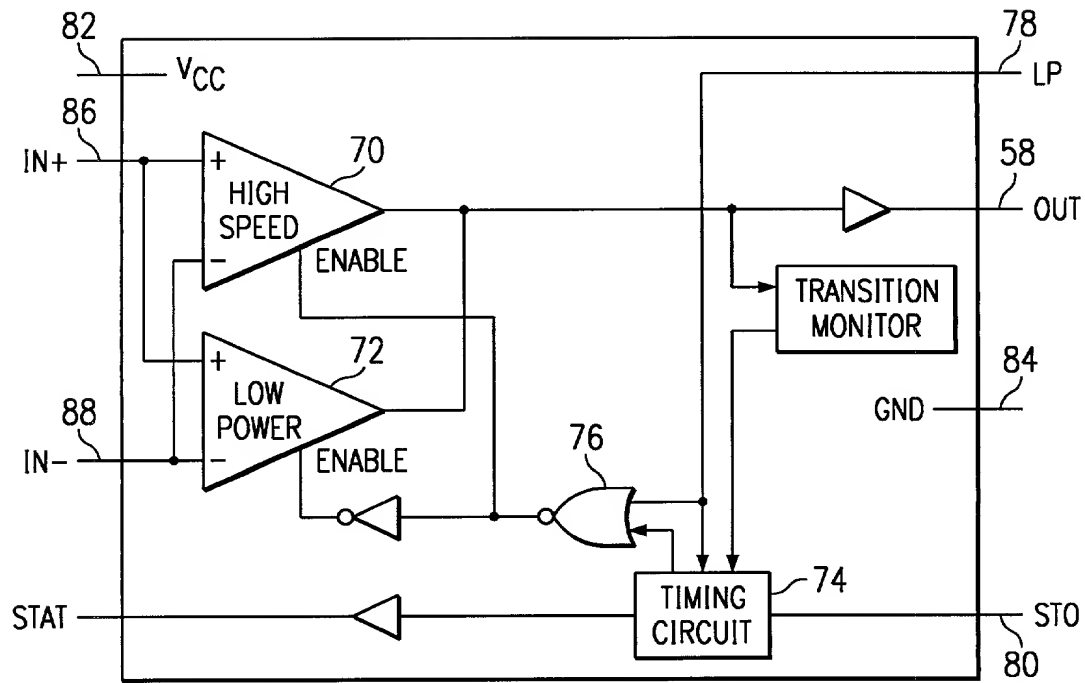 82
VCC
78
LP
86
IN+
+
HIGH
SPEED
−
70
ENABLE
58
OUT
TRANSITION
MONITOR
72
+
LOW
POWER
−
ENABLE
84
GND
88
IN−
76
74
TIMING
CIRCUIT
STAT
STO
80